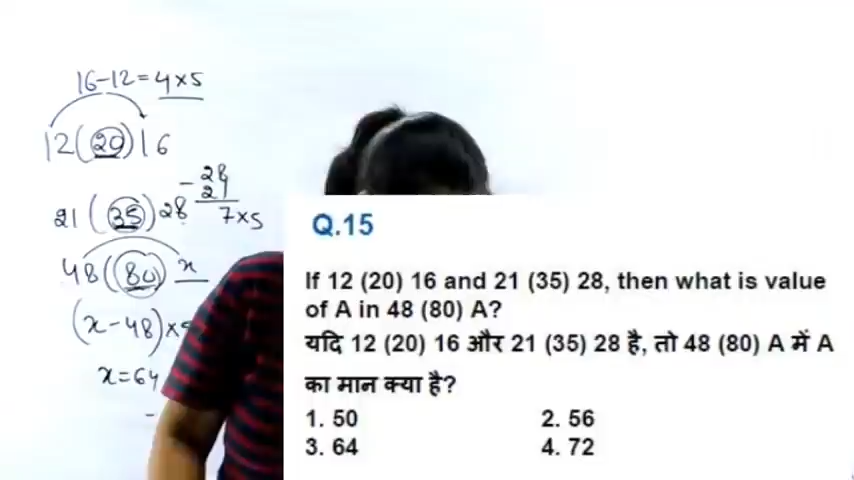 16-12=4×5
12(20)16
21(35)28
-28
21
7×5
48(80)x
(x-48)×5
x=64
Q.15
If 12 (20) 16 and 21 (35) 28, then what is value
of A in 48 (80) A?
यदि 12 (20) 16 और 21 (35) 28 है, तो 48 (80) A में A
का मान क्या है?
1. 50
2. 56
3. 64
4. 72